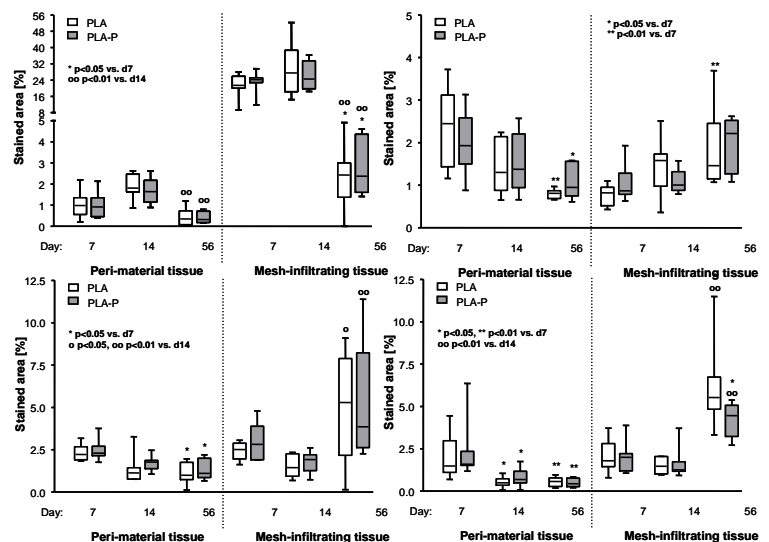 56
48
40
32
24
16
8
5
4
3
2
1
0
Stained area [%]
PLA
PLA-P
* p<0.05 vs. d7
oo p<0.01 vs. d14
oo oo
oo oo
* *
Day: 7 14 56 7 14 56
Peri-material tissue Mesh-infiltrating tissue
5
4
3
2
1
0
Stained area [%]
PLA
PLA-P
* p<0.05 vs. d7
** p<0.01 vs. d7
** *
**
Day: 7 14 56 7 14 56
Peri-material tissue Mesh-infiltrating tissue
12.5
10.0
7.5
5.0
2.5
0.0
Stained area [%]
PLA
PLA-P
* p<0.05 vs. d7
o p<0.05, oo p<0.01 vs. d14
* *
o oo
Day: 7 14 56 7 14 56
Peri-material tissue Mesh-infiltrating tissue
12.5
10.0
7.5
5.0
2.5
0.0
Stained area [%]
PLA
PLA-P
* p<0.05, ** p<0.01 vs. d7
oo p<0.01 vs. d14
* * ** **
oo
*
oo
Day: 7 14 56 7 14 56
Peri-material tissue Mesh-infiltrating tissue